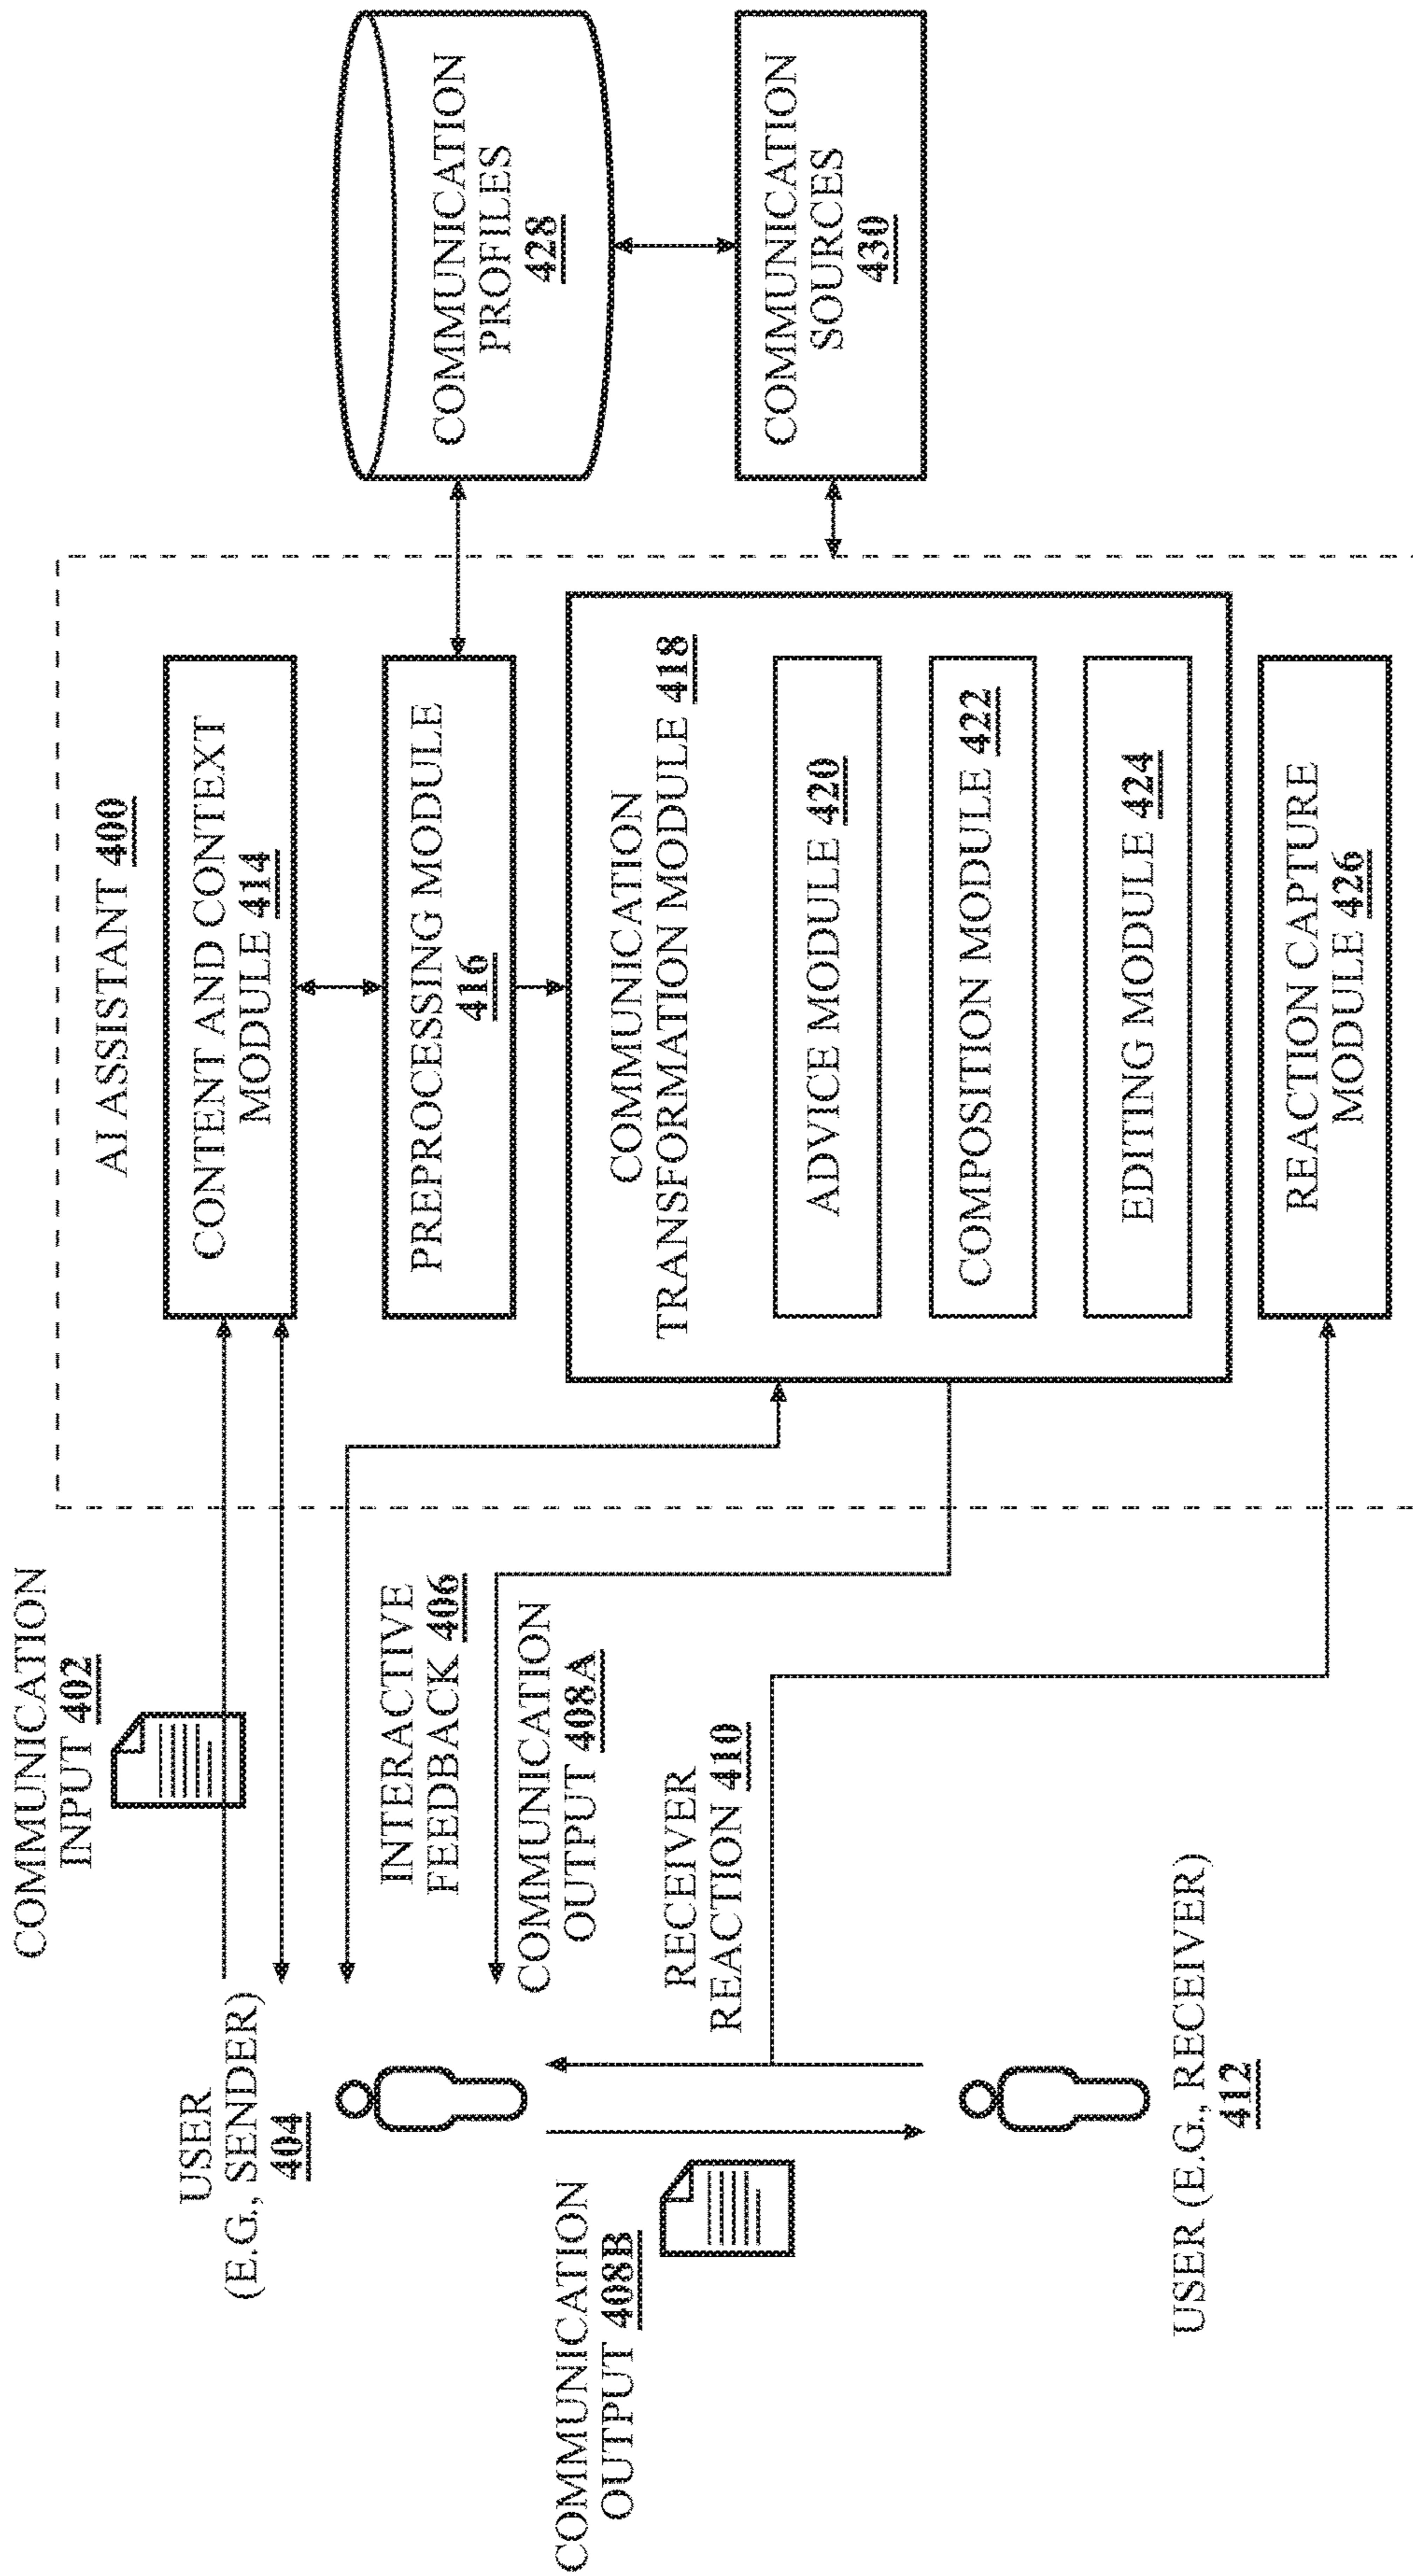 COMMUNICATION
INPUT 402
USER
(E.G., SENDER)
404
INTERACTIVE
FEEDBACK 406
COMMUNICATION
OUTPUT 408A
COMMUNICATION
OUTPUT 408B
RECEIVER
REACTION 410
USER (E.G., RECEIVER)
412
AI ASSISTANT 400
CONTENT AND CONTEXT
MODULE 414
PREPROCESSING MODULE
416
COMMUNICATION
TRANSFORMATION MODULE 418
ADVICE MODULE 420
COMPOSITION MODULE 422
EDITING MODULE 424
REACTION CAPTURE
MODULE 426
COMMUNICATION
PROFILES
428
COMMUNICATION
SOURCES
430